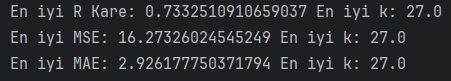 En iyi R Kare: 0.7332510910659037 En iyi k: 27.0
En iyi MSE: 16.27326024545249 En iyi k: 27.0
En iyi MAE: 2.926177750371794 En iyi k: 27.0